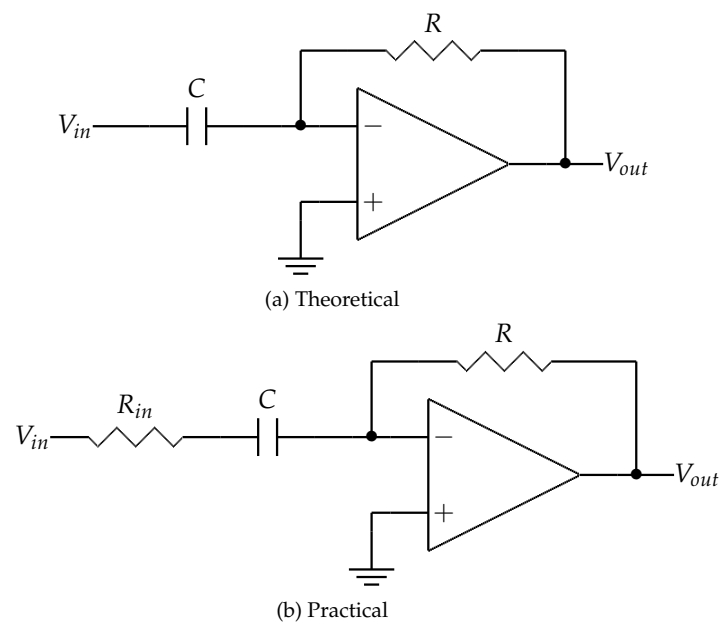 R
C
V_in
−
+
V_out
(a) Theoretical
R
R_in
C
V_in
−
+
V_out
(b) Practical